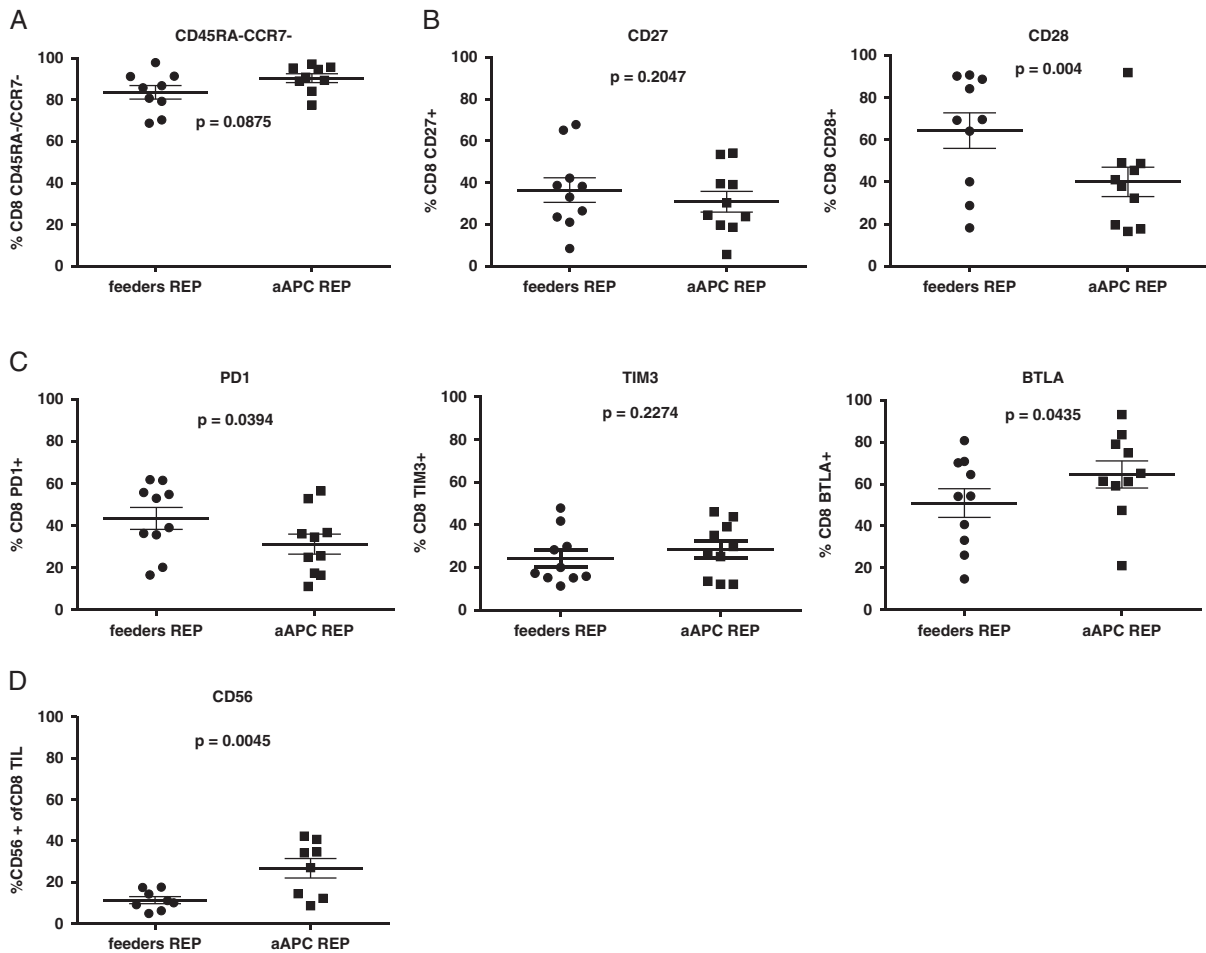 A
CD45RA-CCR7-
% CD8 CD45RA-/CCR7-
100
80
60
40
20
0
p = 0.0875
feeders REP
aAPC REP
B
CD27
% CD8 CD27+
100
80
60
40
20
0
p = 0.2047
feeders REP
aAPC REP
CD28
% CD8 CD28+
100
80
60
40
20
0
p = 0.004
feeders REP
aAPC REP
C
PD1
% CD8 PD1+
100
80
60
40
20
0
p = 0.0394
feeders REP
aAPC REP
TIM3
% CD8 TIM3+
100
80
60
40
20
0
p = 0.2274
feeders REP
aAPC REP
BTLA
% CD8 BTLA+
100
80
60
40
20
0
p = 0.0435
feeders REP
aAPC REP
D
CD56
%CD56 + ofCD8 TIL
100
80
60
40
20
0
p = 0.0045
feeders REP
aAPC REP